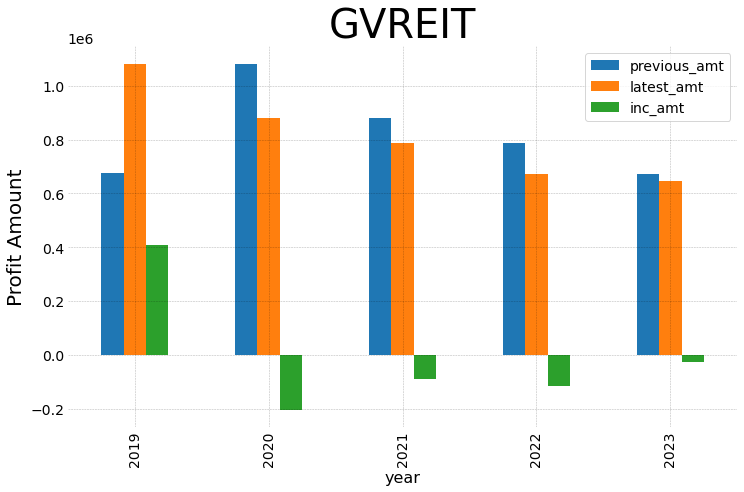 GVREIT
1e6
previous_amt
latest_amt
inc_amt
Profit Amount
1.0
0.8
0.6
0.4
0.2
0.0
−0.2
2019
2020
2021
2022
2023
year